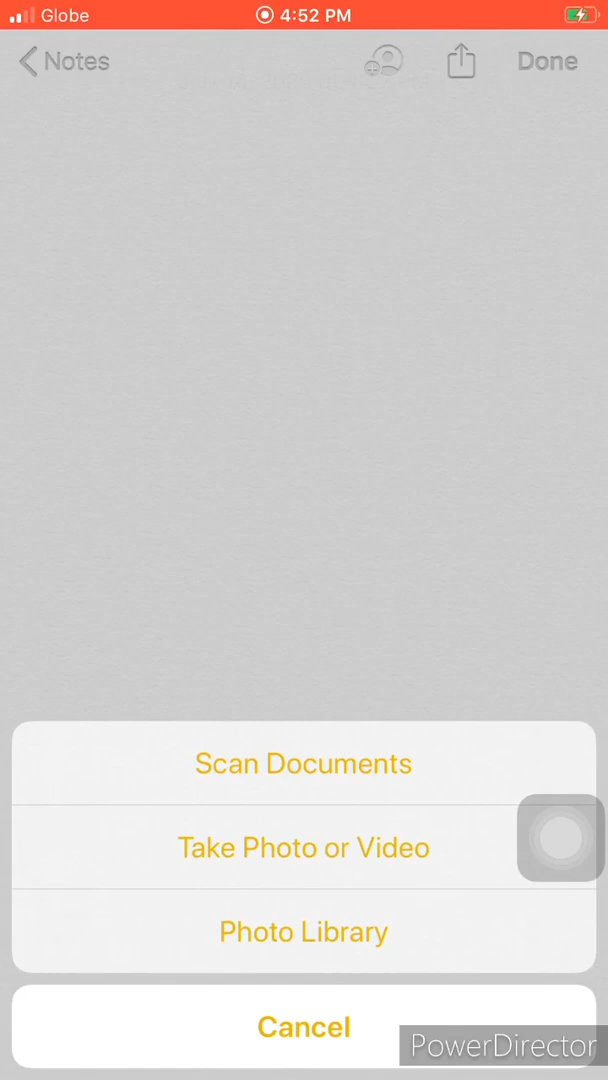 Globe 4:52 PM
Notes Done
Scan Documents
Take Photo or Video
Photo Library
Cancel
PowerDirector